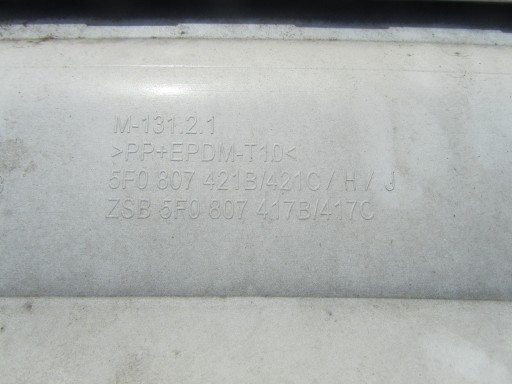 M-131.2.1
>PP+EPDM-T10<
5F0 807 421B/421C/ H / J
ZSB 5F0 807 417B/417C